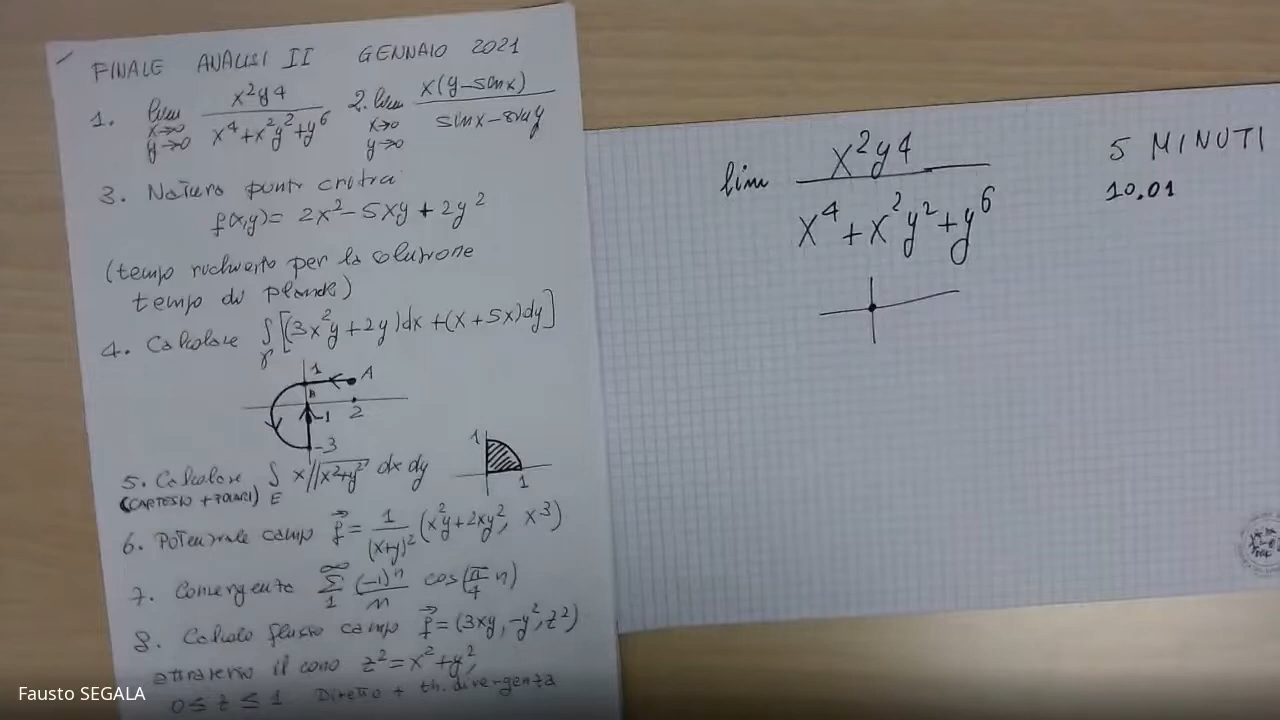 FINALE ANALISI II GENNAIO 2021
1. lim x→0 y→0 x²y4 / x⁴+x²y²+y⁶ 2. lim x→0 y→0 x(y-senx) / senx-seny
3. Natura punti critici
f(x,y)= 2x²-5xy+2y²
(tempo richiesto per la soluzione
tempo di Planck)
4. Calcolare ∫γ[(3x²y+2y)dx+(x+5x)dy]
1 A
B
-1 2
-3
1
1
5. Calcolare ∫E x/√x²+y² dx dy
(CARTESIO + POLARI)
6. Potenziale campo f= 1/(x+y)² (x²y+2xy², x³)
7. Convergenza ∞Σ1 (-1)ⁿ/n cos(π/4 n)
8. Calcolo flusso campo f=(3xy,-y²,z²)
attraverso il cono z²=x²+y²,
0≤z≤1 Diretto + th. divergenza
lim x²y4 / x⁴+x²y²+y⁶
5 MINUTI
10.01
Fausto SEGALA